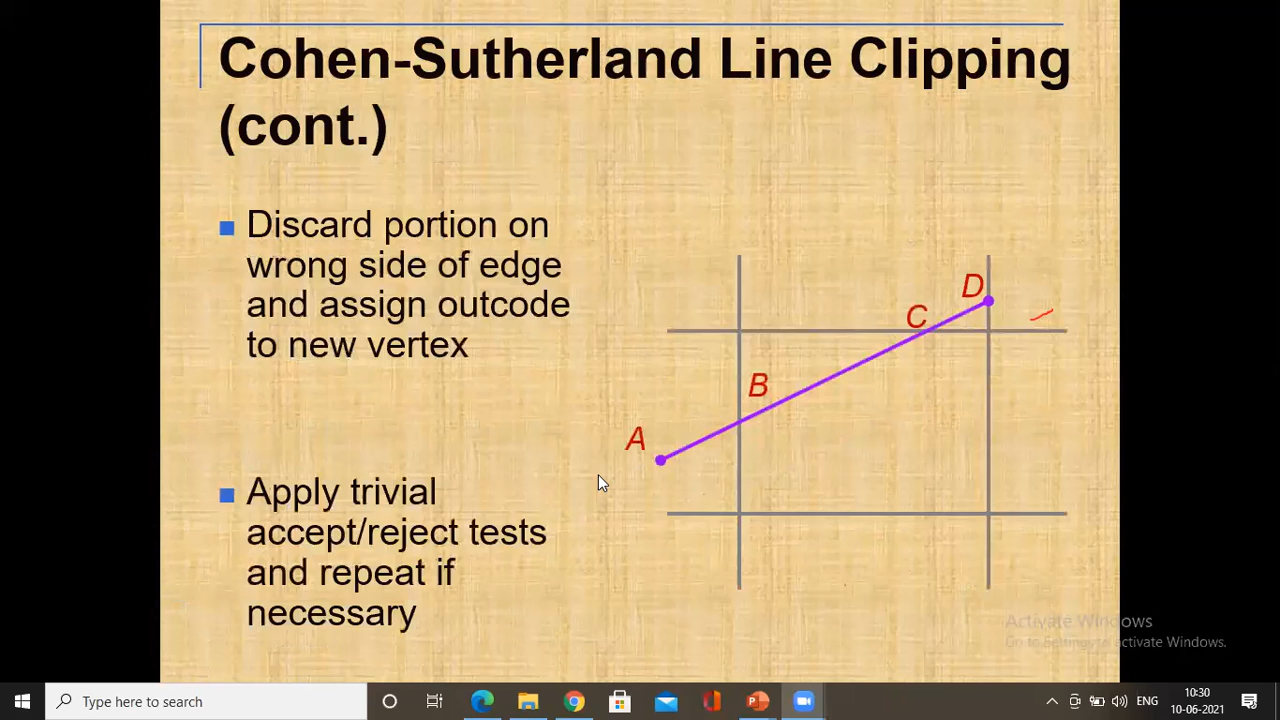 Cohen-Sutherland Line Clipping
(cont.)
Discard portion on
wrong side of edge
and assign outcode
to new vertex
Apply trivial
accept/reject tests
and repeat if
necessary
D
C
B
A
Activate Windows
Go to Settings to activate Windows.
Type here to search
ENG
10:30
10-06-2021